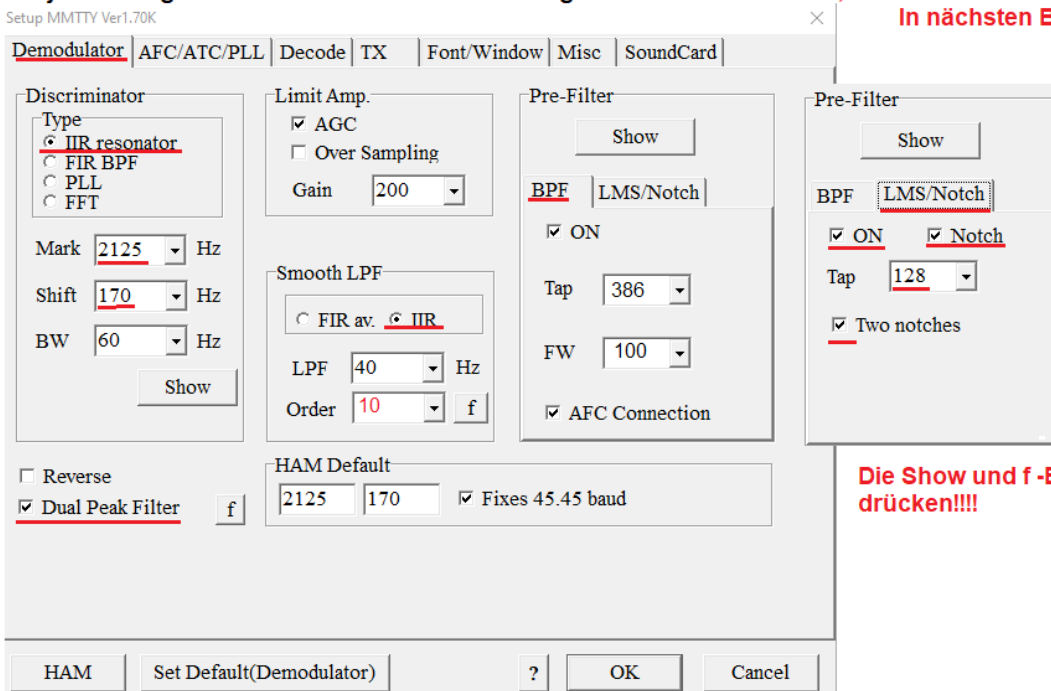 Setup MMTTY Ver1.70K
In nächsten
Demodulator AFC/ATC/PLL Decode TX Font/Window Misc SoundCard
Discriminator
Type
IIR resonator
FIR BPF
PLL
FFT
Mark 2125 Hz
Shift 170 Hz
BW 60 Hz
Show
Limit Amp.
AGC
Over Sampling
Gain 200
Smooth LPF
FIR av. IIR
LPF 40 Hz
Order 10 f
Pre-Filter
Show
BPF LMS/Notch
ON
Tap 386
FW 100
AFC Connection
Pre-Filter
Show
BPF LMS/Notch
ON Notch
Tap 128
Two notches
Reverse
Dual Peak Filter f
HAM Default
2125 170 Fixes 45.45 baud
Die Show und f -
drücken!!!!
HAM Set Default(Demodulator) ? OK Cancel